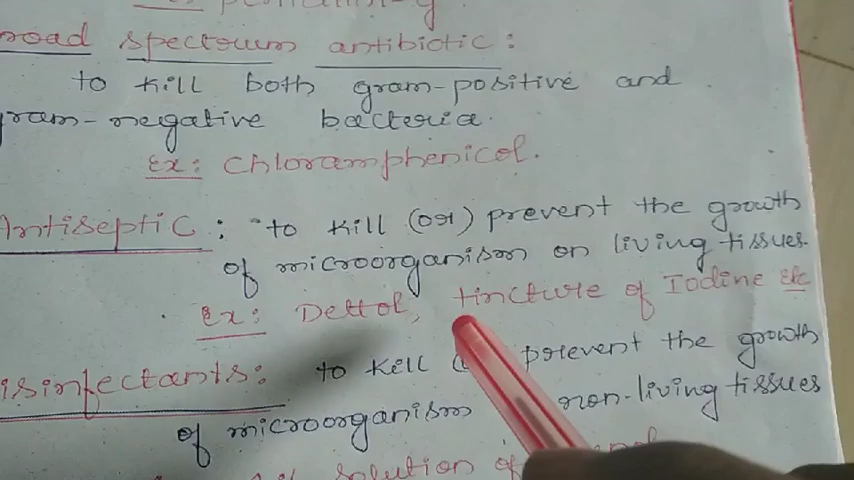 road spectrum antibiotic:
to kill both gram-positive and
ram-negative bacteria.
Ex: Chloramphenicol.
Antiseptic: "to kill (or) prevent the growth
of microorganism on living tissues.
Ex: Dettol, tincture of Iodine etc
isinfectants: to kill ( prevent the growth
of microorganism non-living tissues
solution of